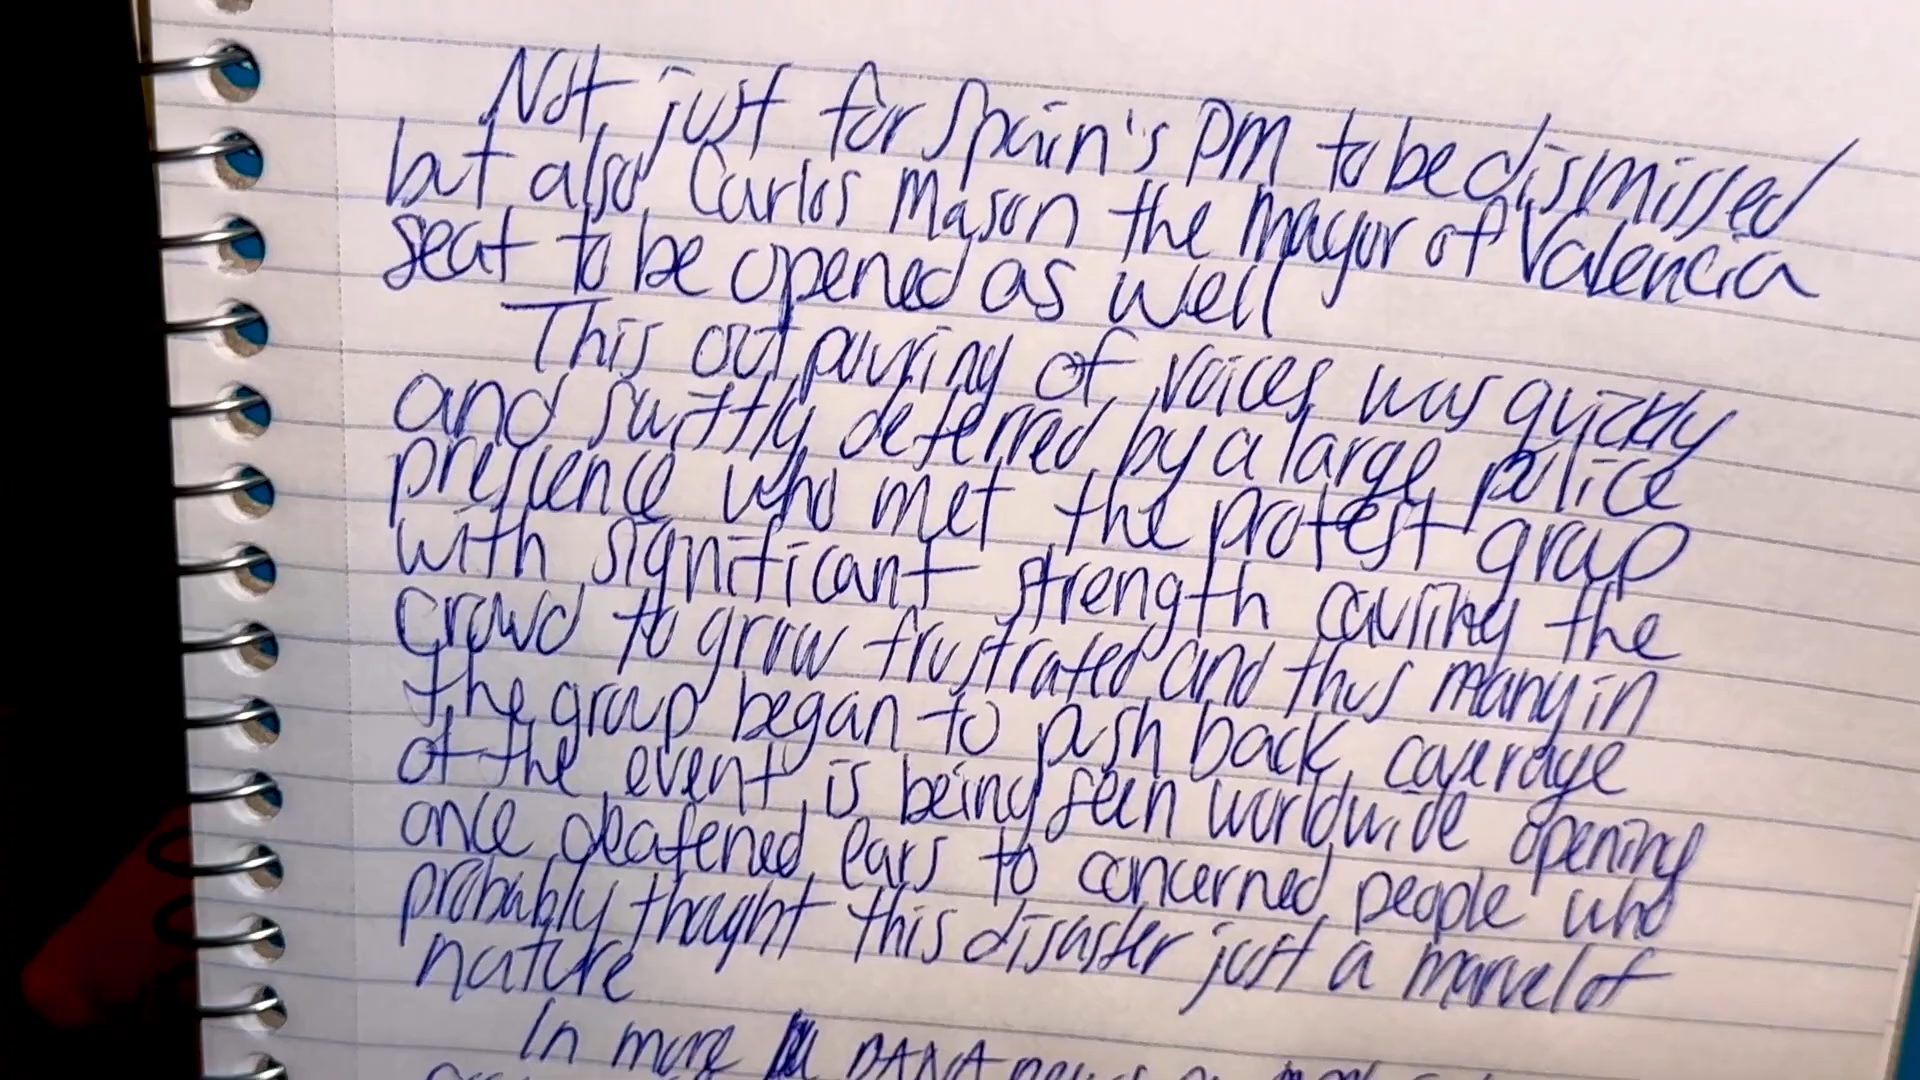 Not just for Spain's PM to be dismissed
but also Carlos Mason the mayor of Valencia
seat to be opened as well
This outpouring of voices was quickly
and swiftly deferred by a large police
prescence who met the protest group
with significant strength causing the
crowd to grow frustrated and thus many in
the group began to push back, coverage
of the event is being seen worldwide opening
once deafened ears to concerned people who
probably thought this disaster just a marvel of
nature
In more DANA news a